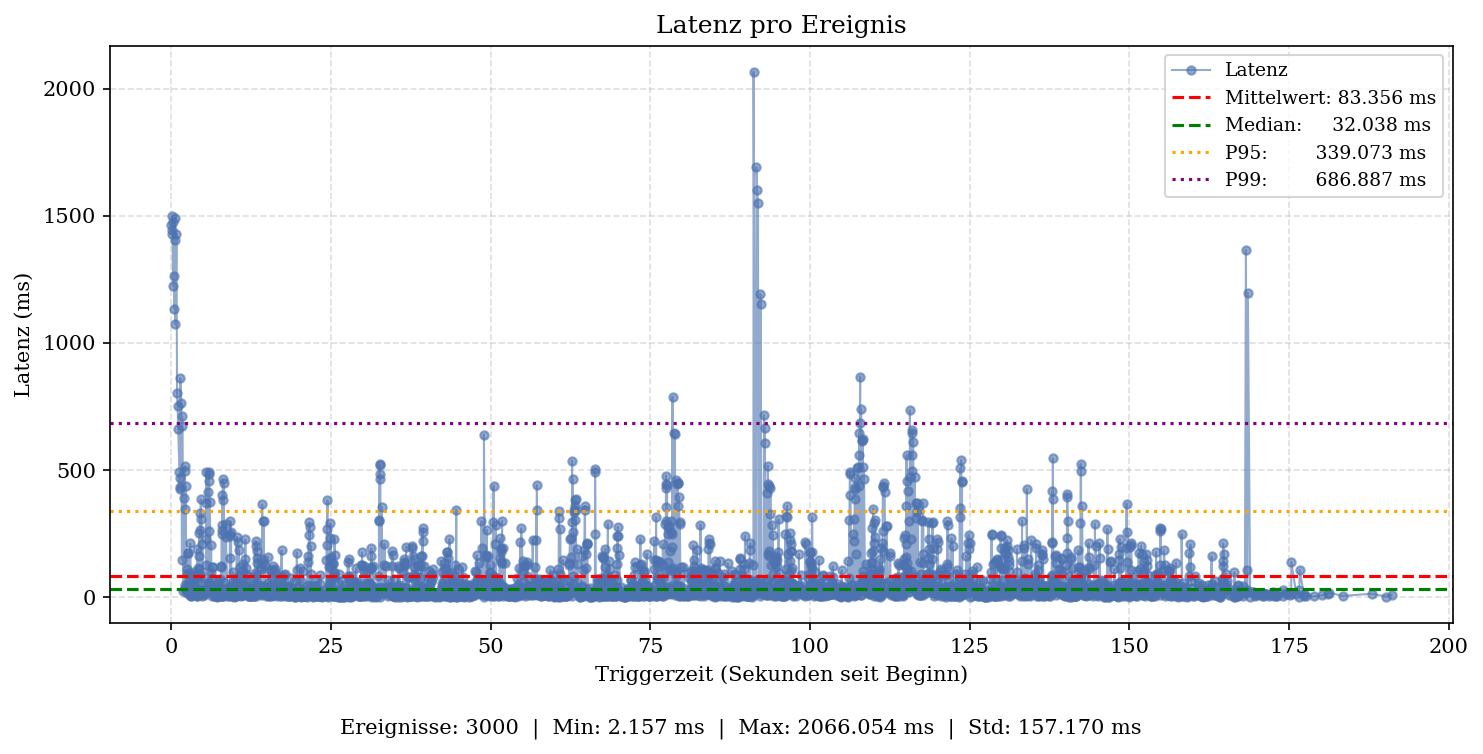 Latenz pro Ereignis
Latenz (ms)
2000
1500
1000
500
0
Latenz
Mittelwert: 83.356 ms
Median: 32.038 ms
P95: 339.073 ms
P99: 686.887 ms
0 25 50 75 100 125 150 175 200
Triggerzeit (Sekunden seit Beginn)
Ereignisse: 3000 | Min: 2.157 ms | Max: 2066.054 ms | Std: 157.170 ms